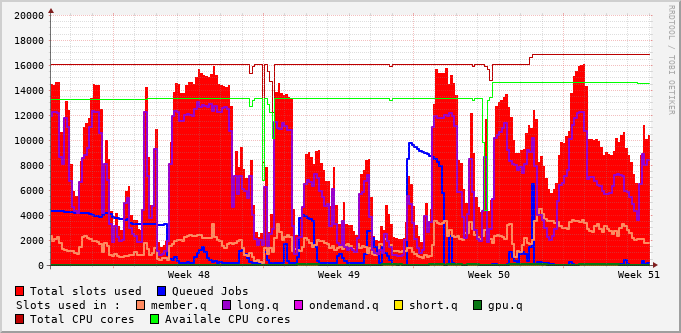 20000
18000
16000
14000
12000
10000
8000
6000
4000
2000
0
Week 48 Week 49 Week 50 Week 51
RRDTOOL / TOBI OETIKER
Total slots used Queued Jobs
Slots used in : member.q long.q ondemand.q short.q gpu.q
Total CPU cores Availale CPU cores